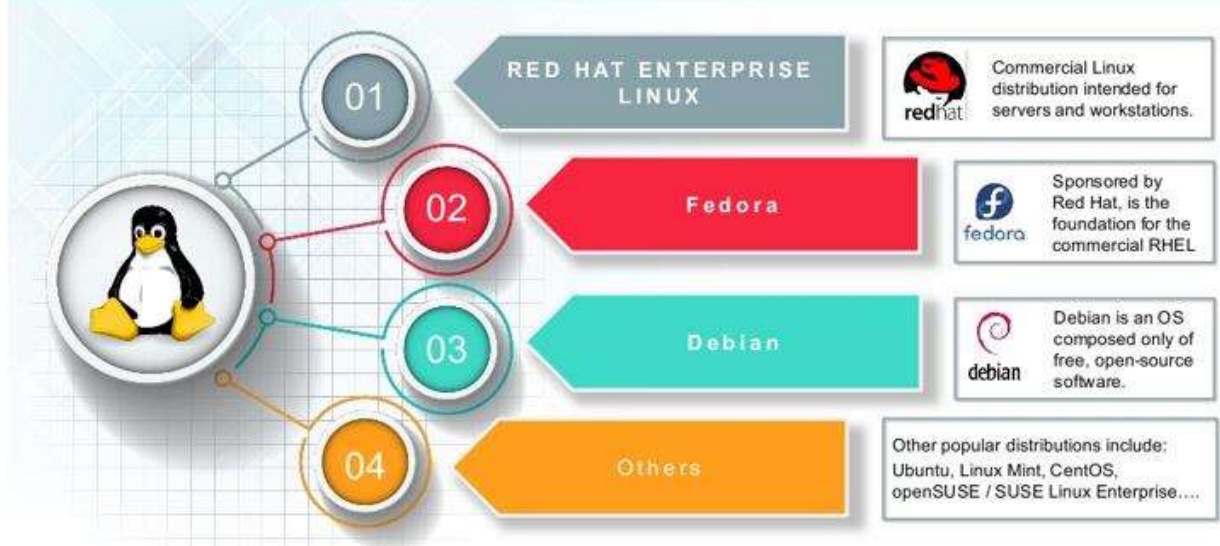 01
RED HAT ENTERPRISE
LINUX
redhat
Commercial Linux
distribution intended for
servers and workstations.
02
Fedora
fedora
Sponsored by
Red Hat, is the
foundation for the
commercial RHEL
03
Debian
debian
Debian is an OS
composed only of
free, open-source
software.
04
Others
Other popular distributions include:
Ubuntu, Linux Mint, CentOS,
openSUSE / SUSE Linux Enterprise....